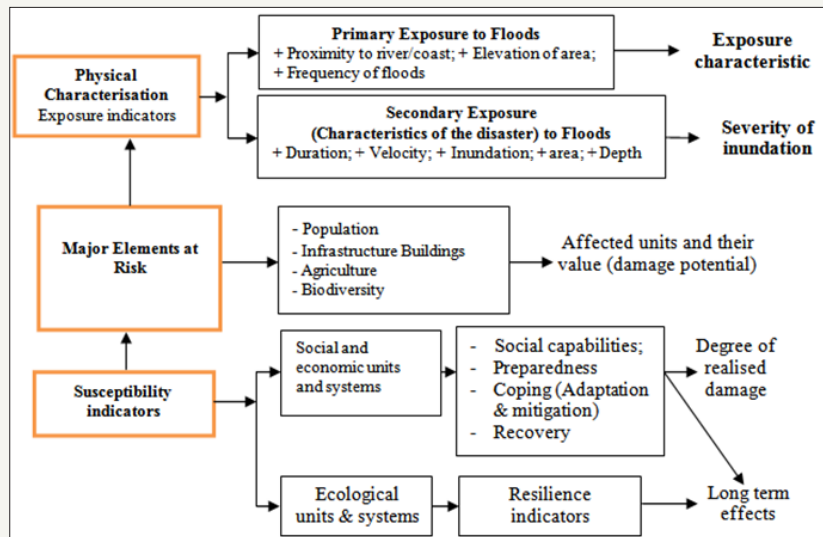 Physical
Characterisation
Exposure indicators
Primary Exposure to Floods
+ Proximity to river/coast; + Elevation of area;
+ Frequency of floods
Exposure
characteristic
Secondary Exposure
(Characteristics of the disaster) to Floods
+ Duration; + Velocity; + Inundation; +area; +Depth
Severity of
inundation
Major Elements at
Risk
- Population
- Infrastructure Buildings
- Agriculture
- Biodiversity
Affected units and their
value (damage potential)
Susceptibility
indicators
Social and
economic units
and systems
- Social capabilities;
- Preparedness
- Coping (Adaptation
& mitigation)
- Recovery
Degree of
realised
damage
Ecological
units & systems
Resilience
indicators
Long term
effects